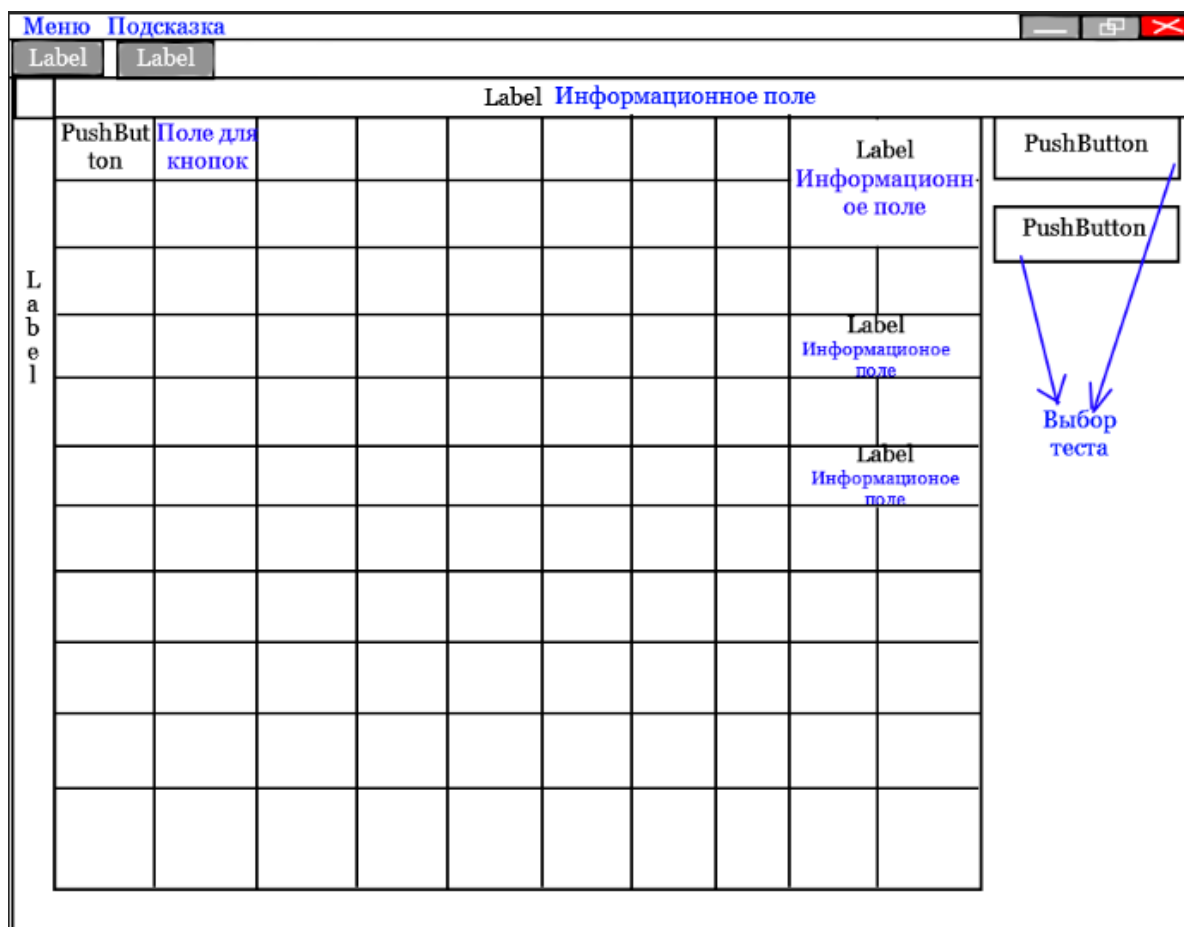 Меню Подсказка
Label Label
Label Информационное поле
PushBut
ton
Поле для
кнопок
Label
Информационн
ое поле
PushButton
PushButton
L
a
b
e
l
Label
Информационое
поле
Выбор
теста
Label
Информационое
поле